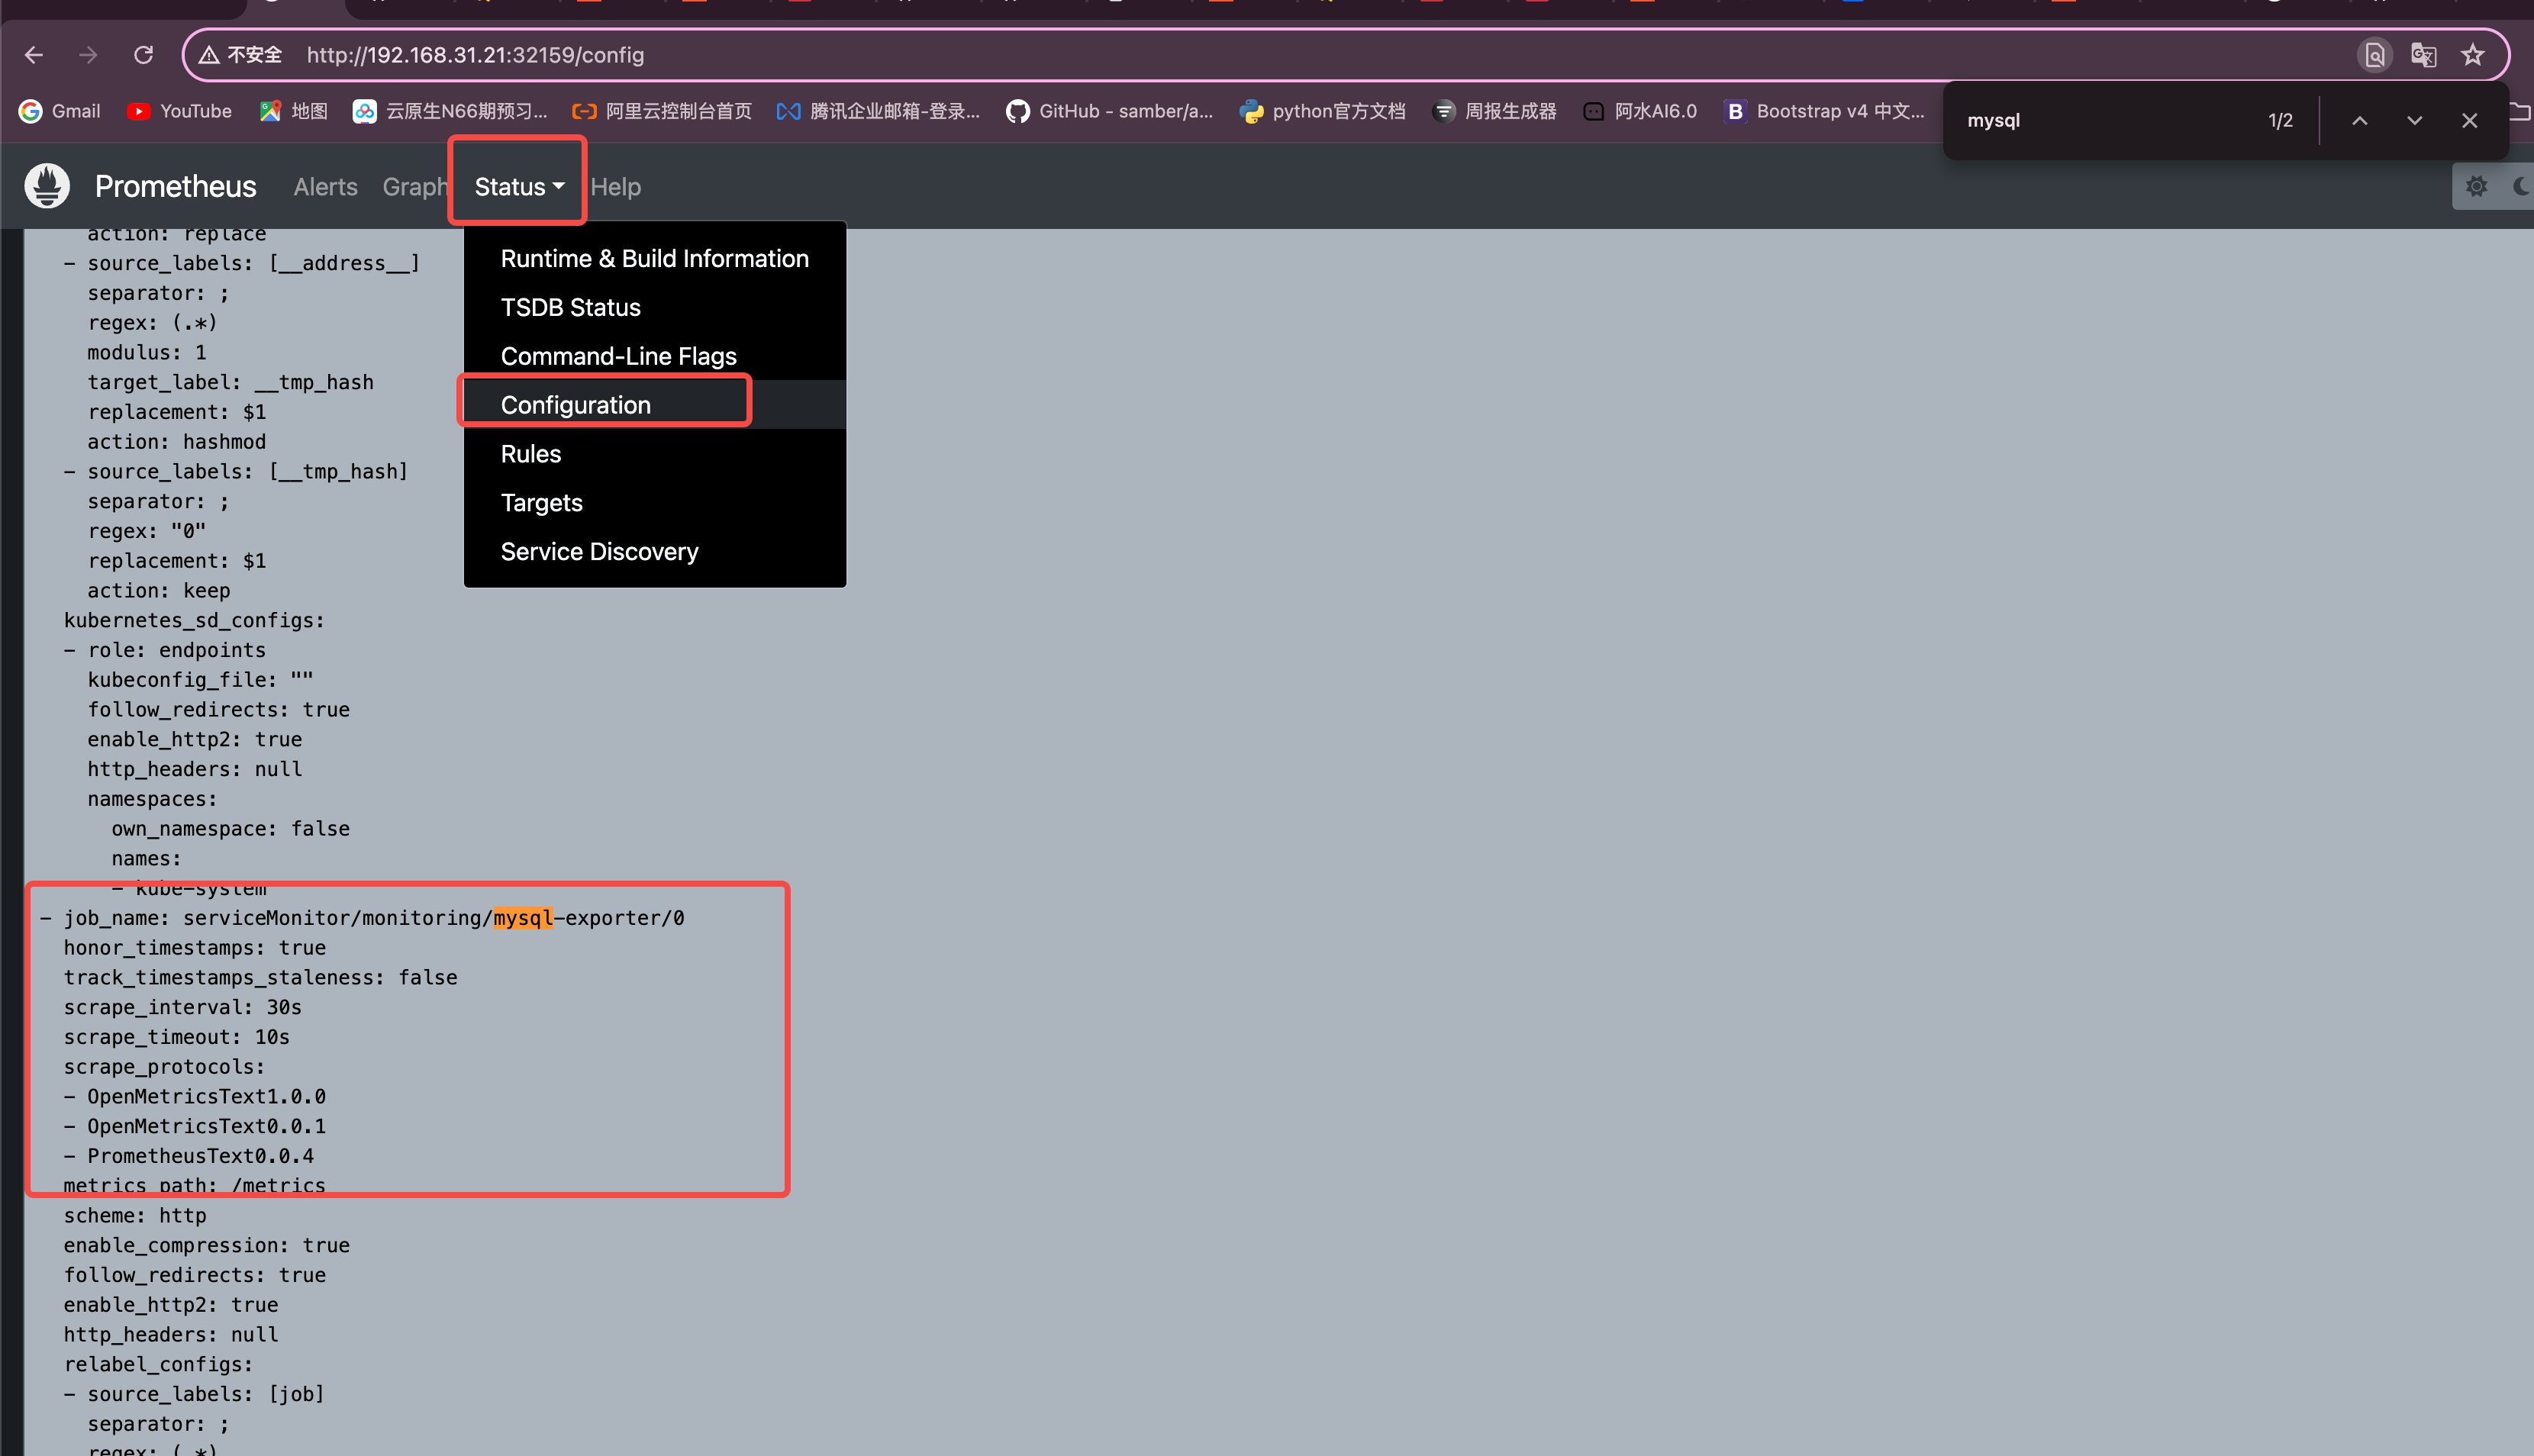 不安全 http://192.168.31.21:32159/config
Gmail YouTube 地图 云原生N66期预习... 阿里云控制台首页 腾讯企业邮箱-登录... GitHub - samber/a... python官方文档 周报生成器 阿水AI6.0 B Bootstrap v4 中文...
mysql 1/2
Prometheus Alerts Graph Status Help
Runtime & Build Information
TSDB Status
Command-Line Flags
Configuration
Rules
Targets
Service Discovery
action: replace
- source_labels: [__address__]
separator: ;
regex: (.*)
modulus: 1
target_label: __tmp_hash
replacement: $1
action: hashmod
- source_labels: [__tmp_hash]
separator: ;
regex: "0"
replacement: $1
action: keep
kubernetes_sd_configs:
- role: endpoints
kubeconfig_file: ""
follow_redirects: true
enable_http2: true
http_headers: null
namespaces:
own_namespace: false
names:
- kube-system
- job_name: serviceMonitor/monitoring/mysql-exporter/0
honor_timestamps: true
track_timestamps_staleness: false
scrape_interval: 30s
scrape_timeout: 10s
scrape_protocols:
- OpenMetricsText1.0.0
- OpenMetricsText0.0.1
- PrometheusText0.0.4
metrics_path: /metrics
scheme: http
enable_compression: true
follow_redirects: true
enable_http2: true
http_headers: null
relabel_configs:
- source_labels: [job]
separator: ;
regex: (.*)